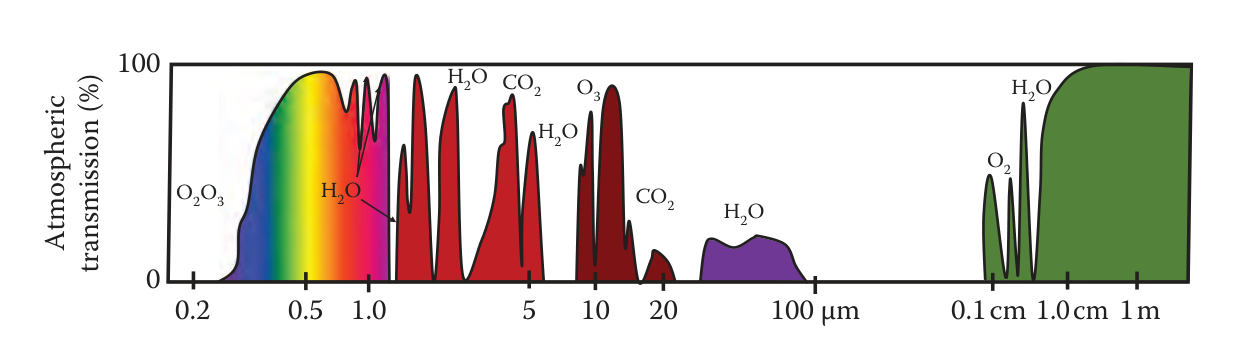 100
Atmospheric
transmission (%)
0
O₂O₃
H₂O
H₂O
CO₂
H₂O
O₃
CO₂
H₂O
O₂
H₂O
0.2 0.5 1.0 5 10 20 100 µm 0.1 cm 1.0 cm 1 m